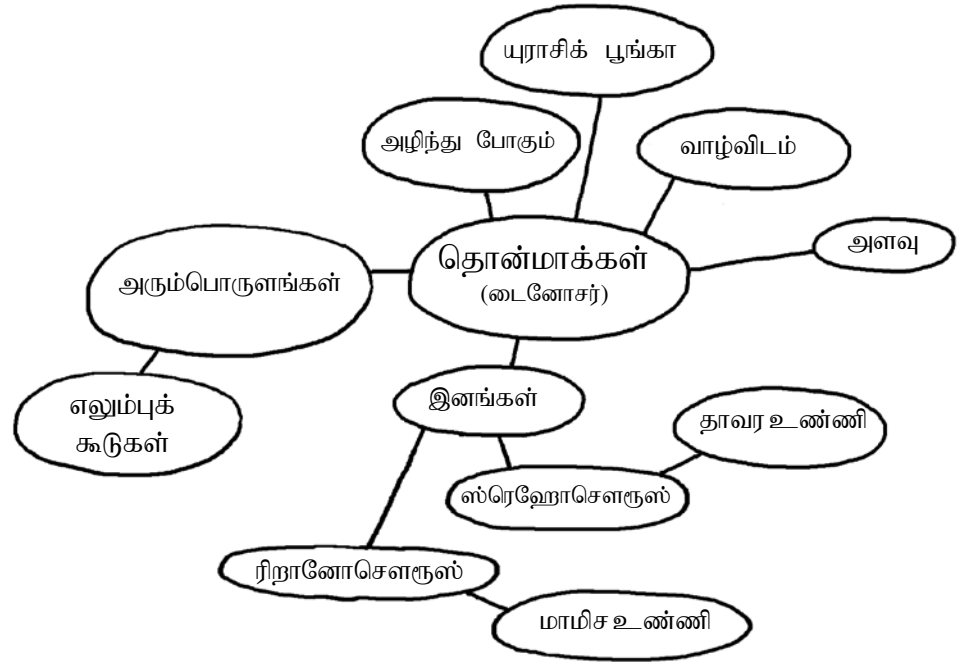 யுராசிக் பூங்கா
அழிந்து போகும்
வாழ்விடம்
அளவு
தொன்மாக்கள்
(டைனோசர்)
அரும்பொருளங்கள்
எலும்புக்
கூடுகள்
இனங்கள்
தாவர உண்ணி
ஸ்ரெஹோசௌரூஸ்
ரிறானோசௌரூஸ்
மாமிச உண்ணி